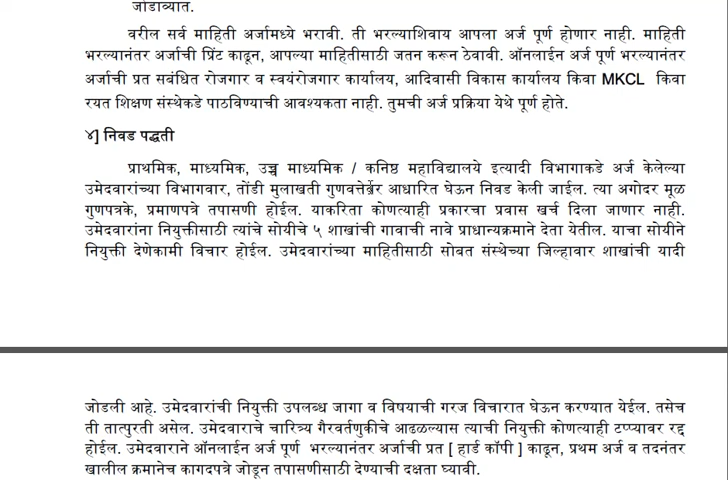 जोडाव्यात.
वरील सर्व माहिती अर्जामध्ये भरावी. ती भरल्याशिवाय आपला अर्ज पूर्ण होणार नाही. माहिती
भरल्यानंतर अर्जाची प्रिंट काढून, आपल्या माहितीसाठी जतन करून ठेवावी. ऑनलाईन अर्ज पूर्ण भरल्यानंतर
अर्जाची प्रत सबंधित रोजगार व स्वयंरोजगार कार्यालय, आदिवासी विकास कार्यालय किंवा MKCL किंवा
रयत शिक्षण संस्थेकडे पाठविण्याची आवश्यकता नाही. तुमची अर्ज प्रक्रिया येथे पूर्ण होते.
४] निवड पद्धती
प्राथमिक, माध्यमिक, उच्च माध्यमिक / कनिष्ठ महाविद्यालये इत्यादी विभागाकडे अर्ज केलेल्या
उमेदवारांच्या विभागवार, तोंडी मुलाखती आधारित घेऊन निवड केली जाईल. त्या अगोदर मूळ
गुणपत्रके, प्रमाणपत्रे तपासणी होईल. याकरिता कोणत्याही प्रकारचा प्रवास खर्च दिला जाणार नाही.
उमेदवारांना नियुक्तीसाठी त्यांचे सोयीचे ५ शाखांची गावाची नावे प्राधान्यक्रमाने देता येतील. याचा सोयीने
नियुक्ती देणेकामी विचार होईल. उमेदवारांच्या माहितीसाठी सोबत संस्थेच्या जिल्हावार शाखांची यादी
जोडली आहे. उमेदवारांची नियुक्ती उपलब्ध जागा व विषयाची गरज विचारात घेऊन करण्यात येईल. तसेच
ती तात्पुरती असेल. उमेदवाराचे चारित्र्य गैरवर्तणुकीचे आढळल्यास त्याची नियुक्ती कोणत्याही टप्प्यावर रद्द
होईल. उमेदवाराने ऑनलाईन अर्ज पूर्ण भरल्यानंतर अर्जाची प्रत [ हार्ड कॉपी ] काढून, प्रथम अर्ज व तदनंतर
खालील क्रमानेच कागदपत्रे जोडून तपासणीसाठी देण्याची दक्षता घ्यावी.